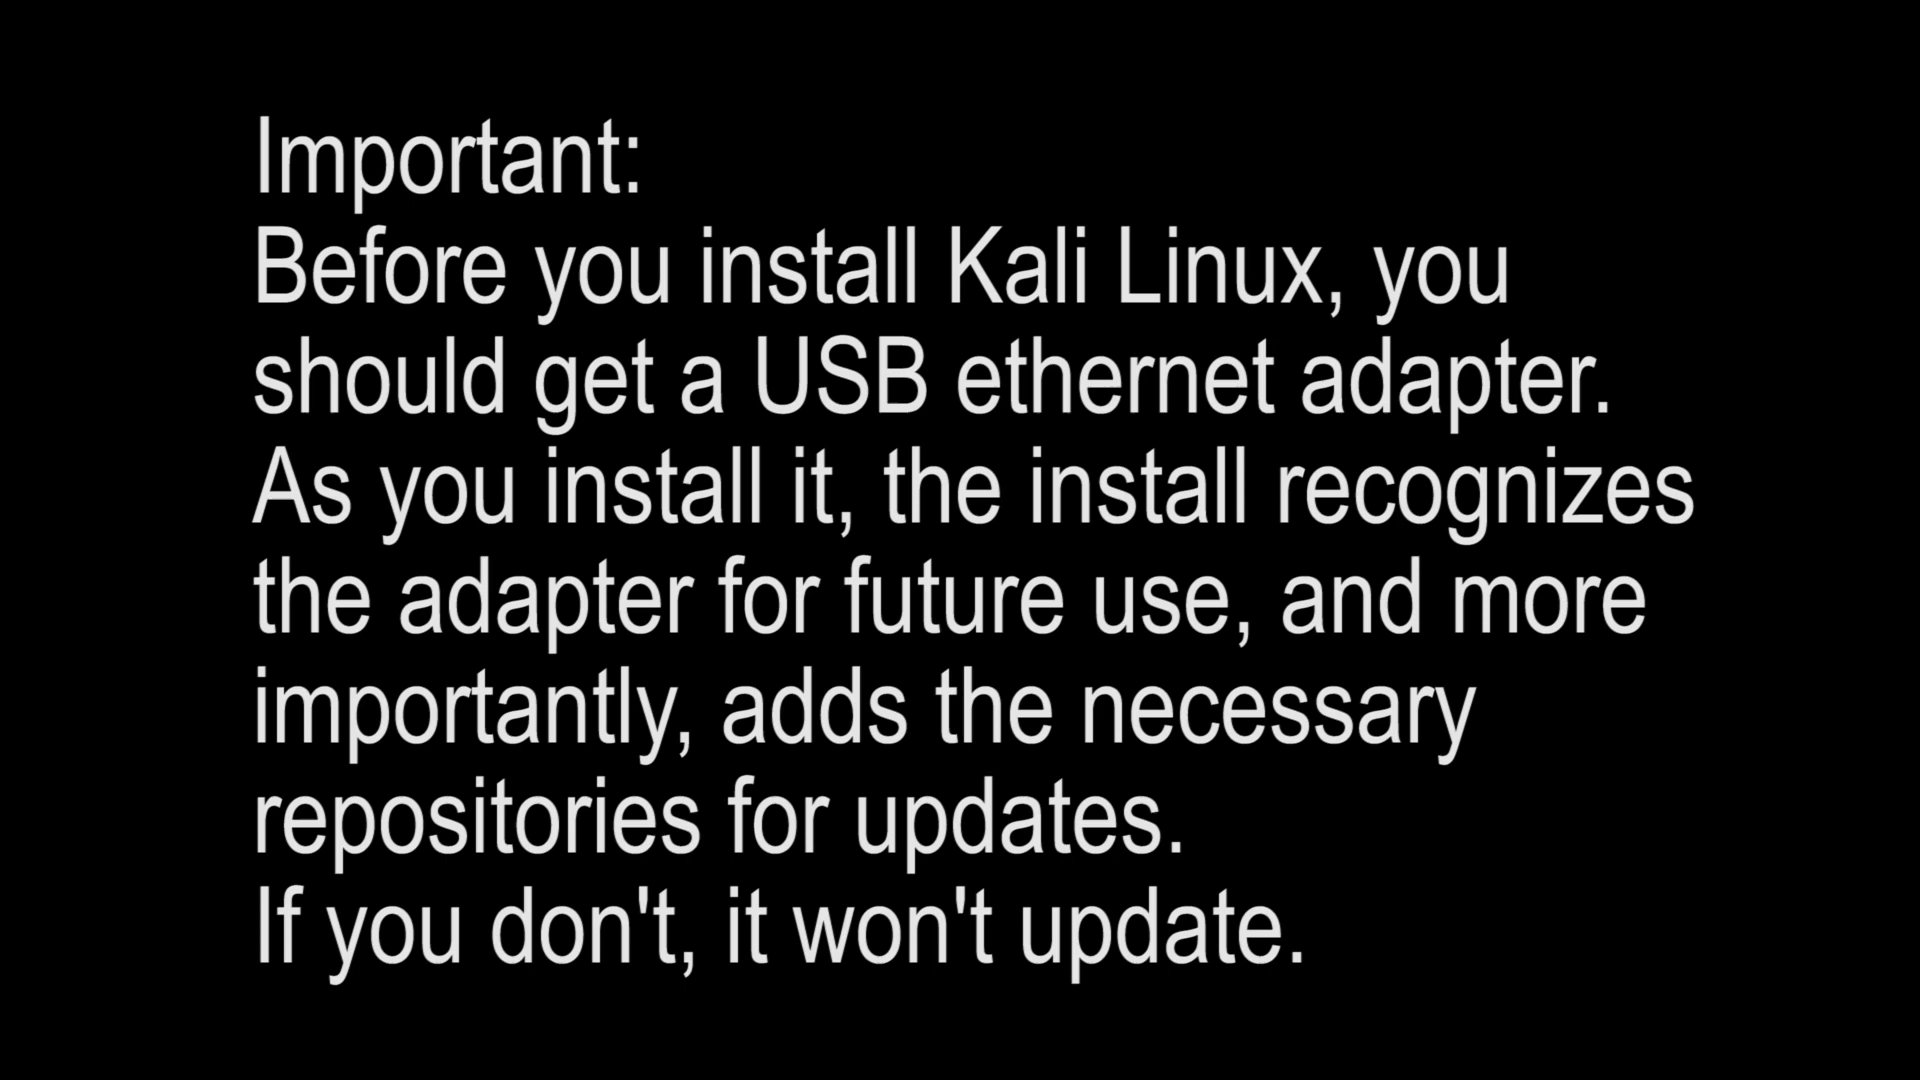 Important:
Before you install Kali Linux, you
should get a USB ethernet adapter.
As you install it, the install recognizes
the adapter for future use, and more
importantly, adds the necessary
repositories for updates.
If you don't, it won't update.